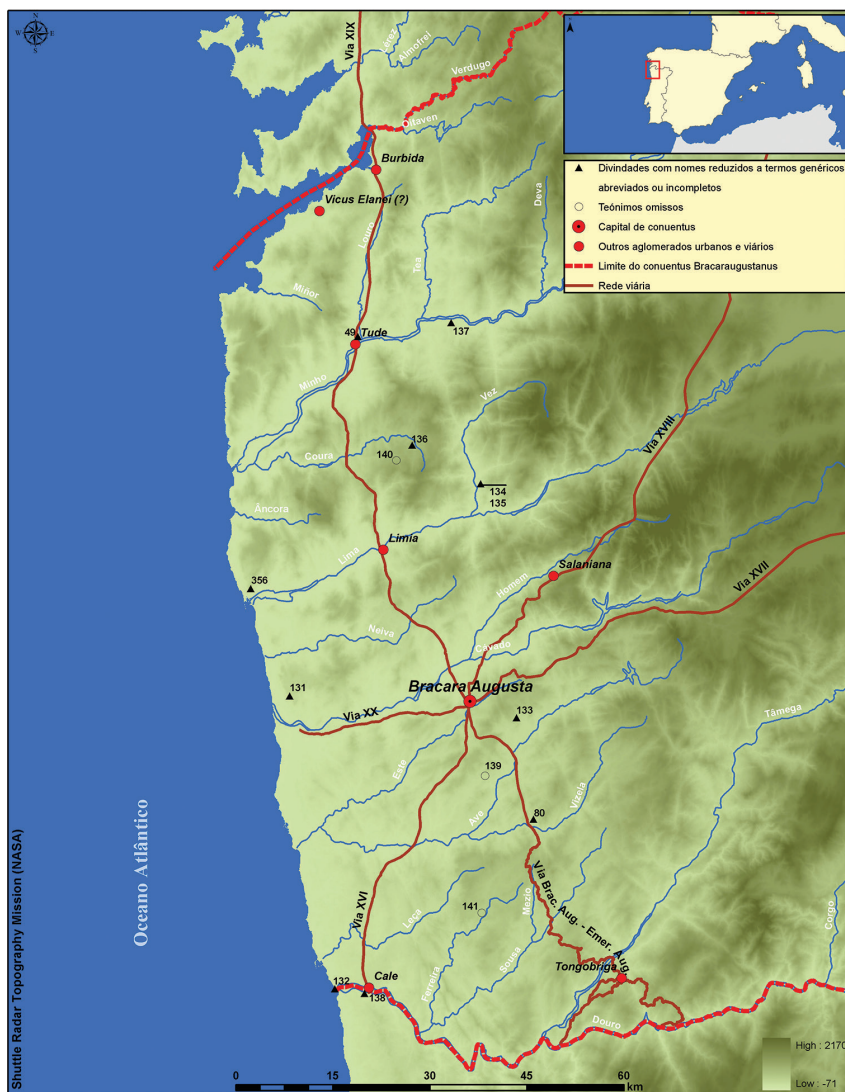 N
W E
S
Via XIX
Lérez
Almofrei
Verdugo
Oitaven
Burbida
Vicus Elanei (?)
Louro
Tea
Deva
Divindades com nomes reduzidos a termos genéricos
abreviados ou incompletos
Teónimos omissos
Capital de conuentus
Outros aglomerados urbanos e viários
Limite do conuentus Bracaraugustanus
Rede viária
Miñor
49
Tude
137
Minho
Vez
Via XVIII
136
140
Coura
134
135
Âncora
Limia
Lima
Salaniana
356
Homem
Via XVII
Neiva
Cávado
131
Bracara Augusta
Via XX
133
Tâmega
Este
139
Ave
80
Vizela
Via XVI
Leça
141
Mezio
Via Brac. Aug. - Emer. Aug.
Corgo
Ferreira
Sousa
Tongobriga
132
Cale
138
Douro
Oceano Atlântico
Shuttle Radar Topography Mission (NASA)
High : 2170
Low : -71
0 15 30 45 60
km